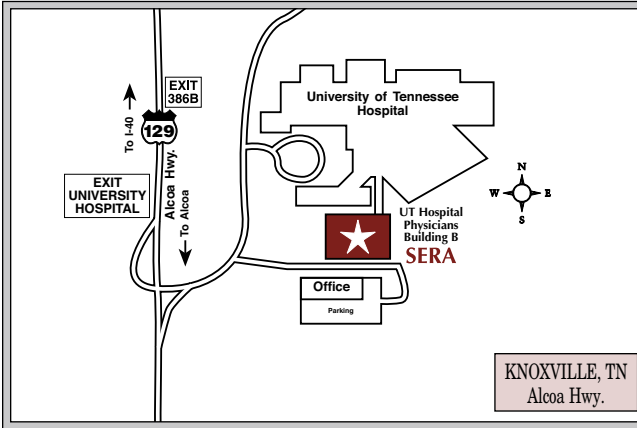 EXIT
386B
To I-40
129
Alcoa Hwy.
To Alcoa
EXIT
UNIVERSITY
HOSPITAL
University of Tennessee
Hospital
N
W E
S
UT Hospital
Physicians
Building B
SERA
Office
Parking
KNOXVILLE, TN
Alcoa Hwy.